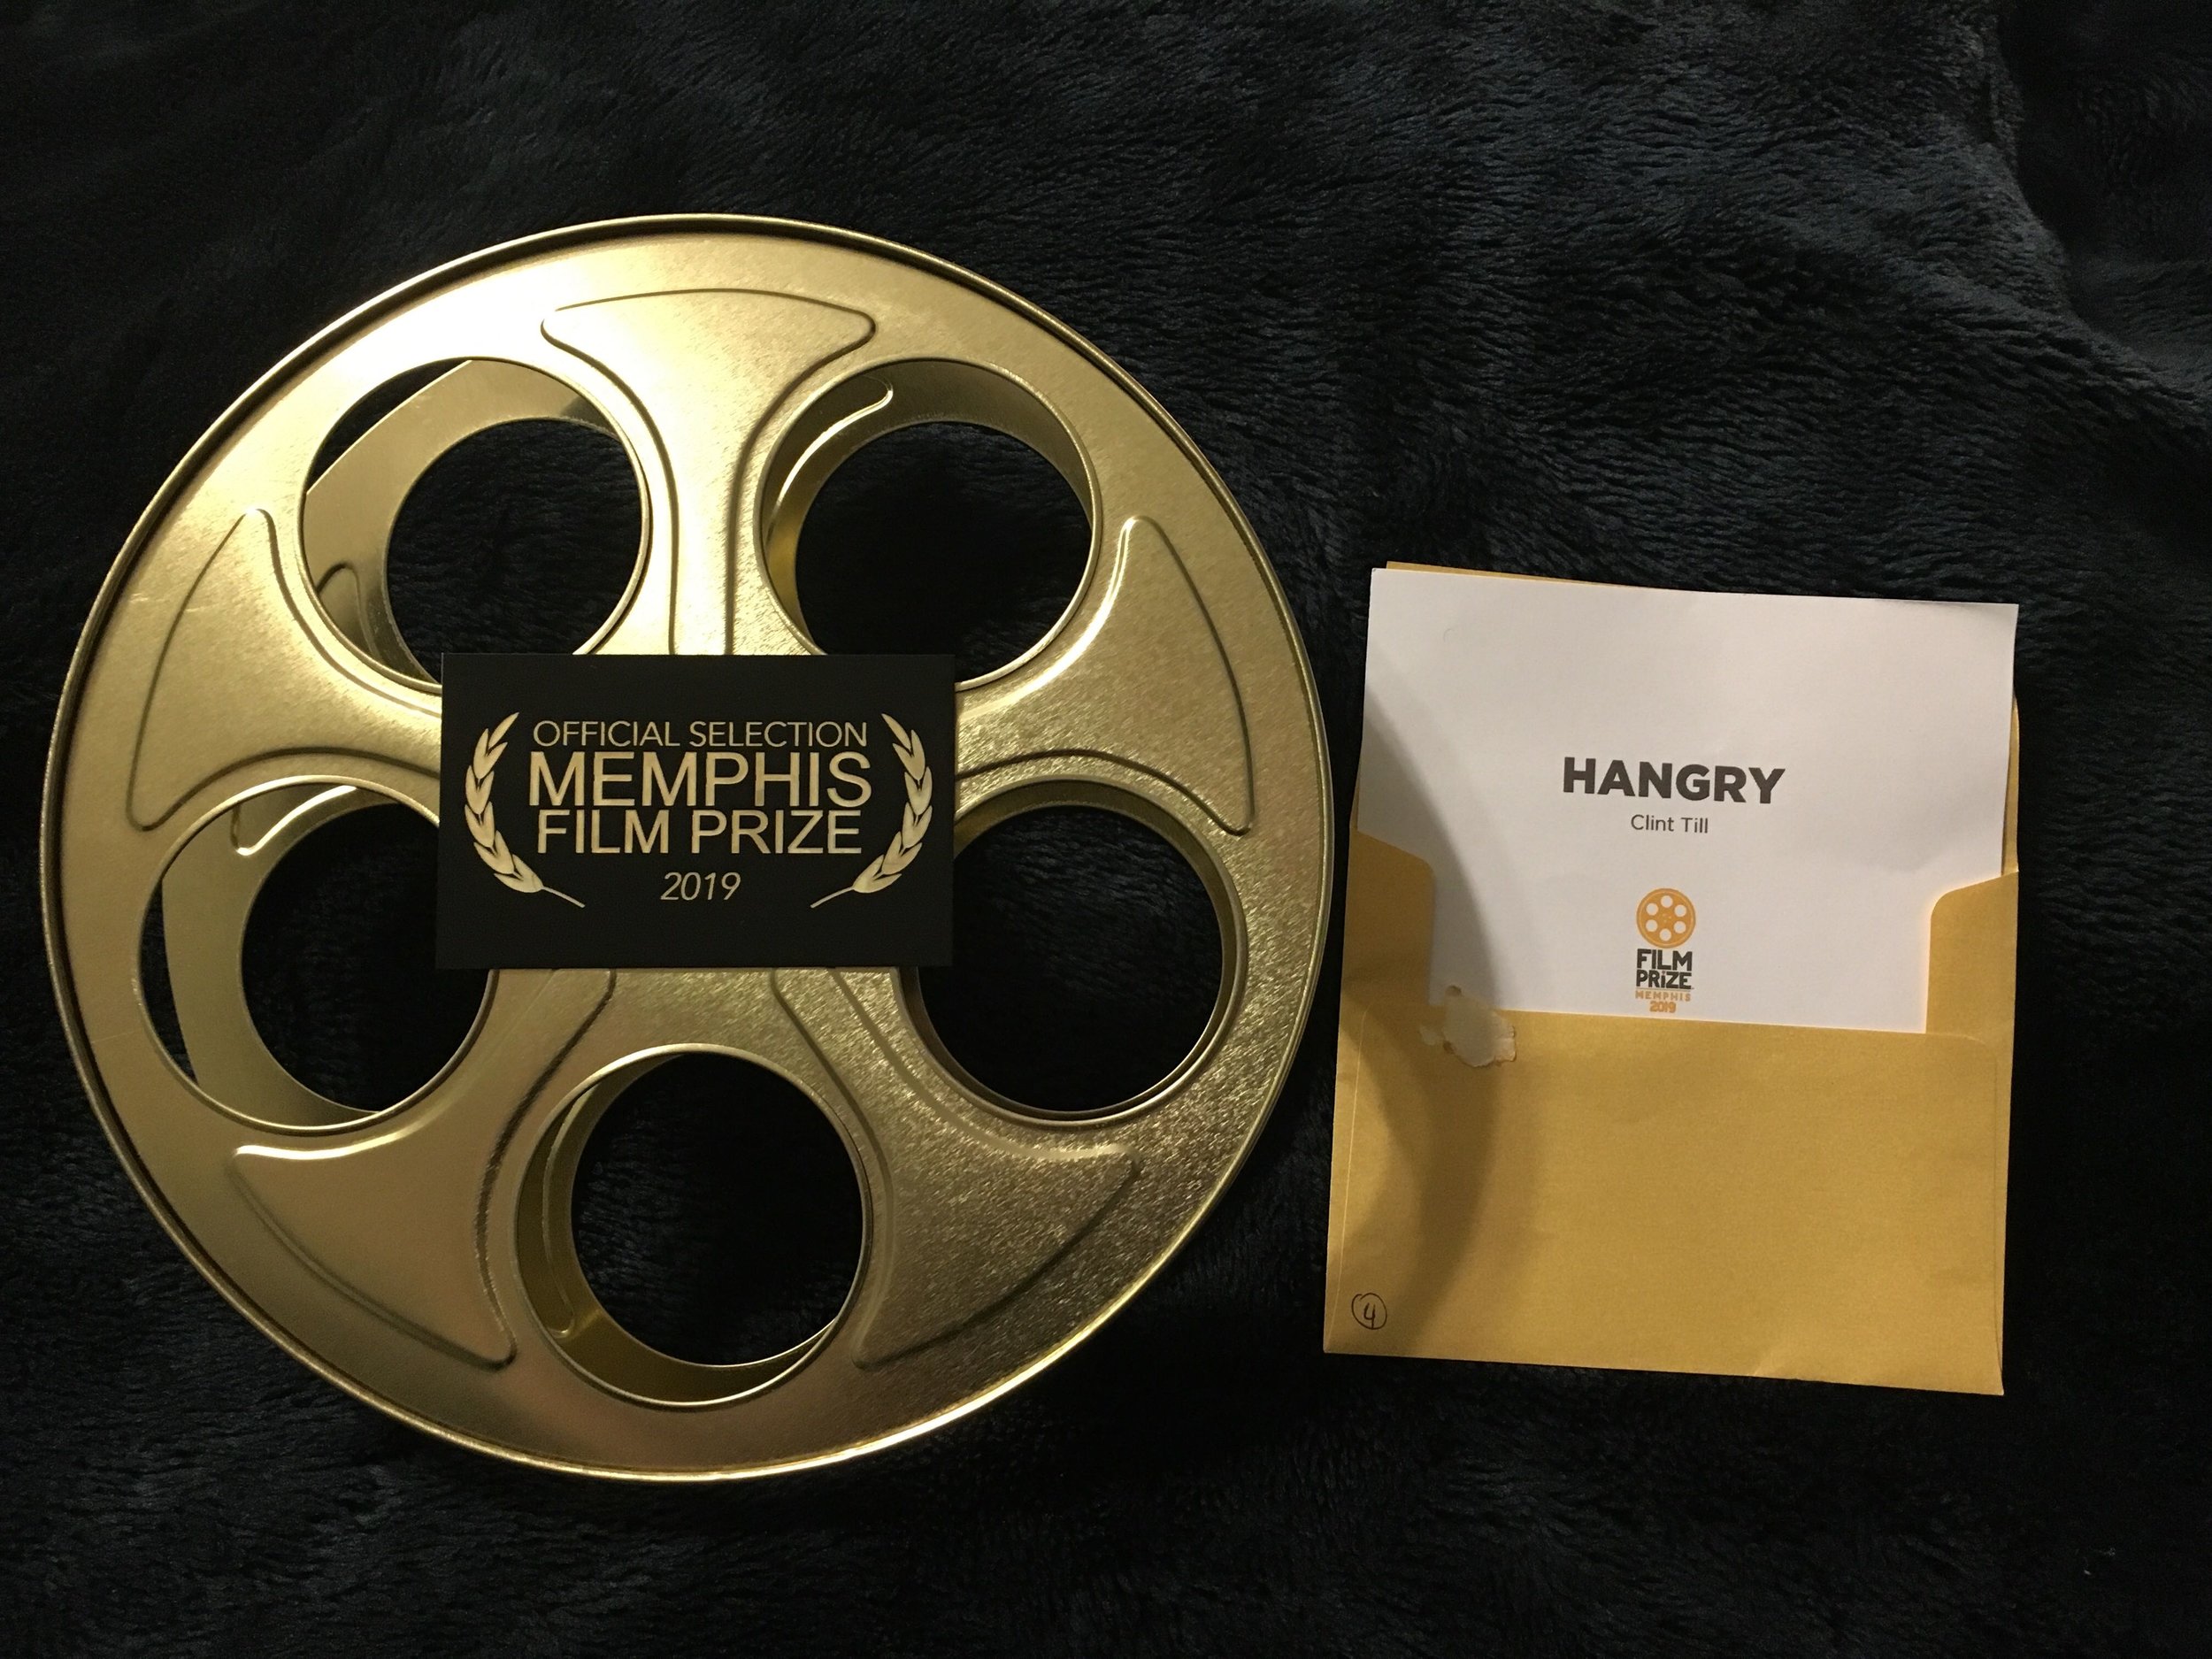 OFFICIAL SELECTION
MEMPHIS
FILM PRIZE
2019
HANGRY
Clint Till
FILM
PRiZE
MEMPHIS
2019
4